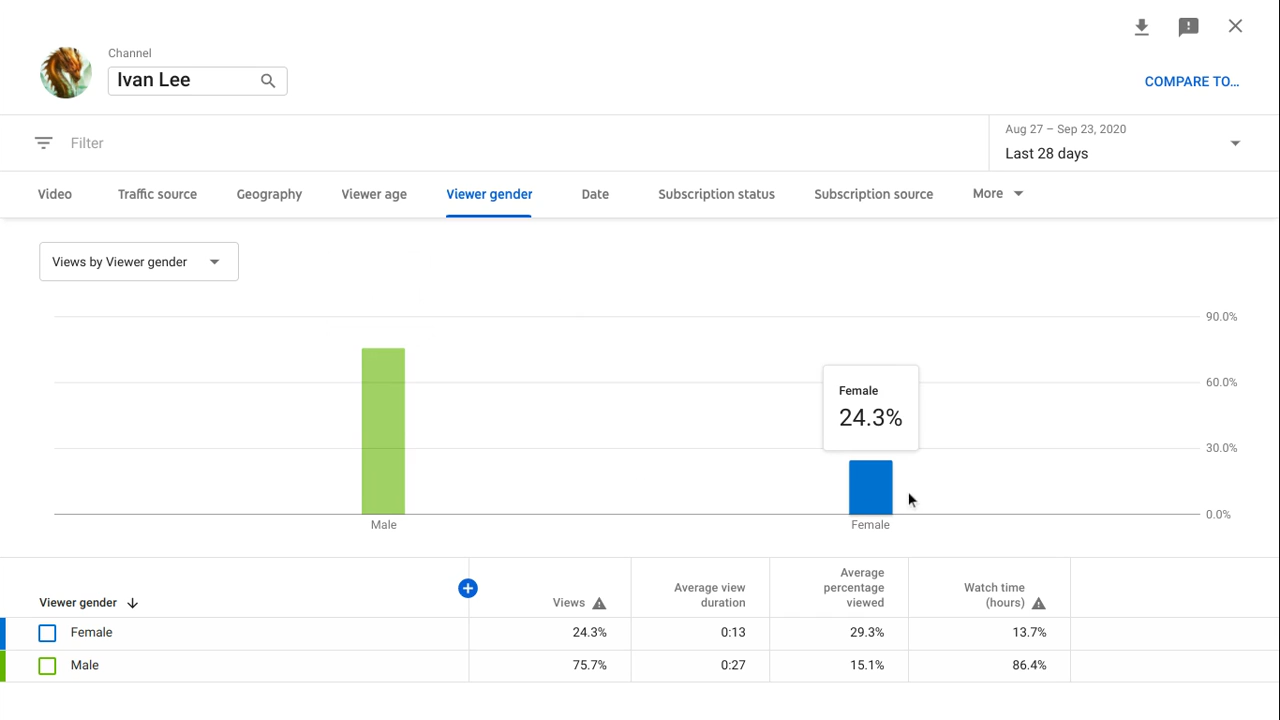 Channel
Ivan Lee
COMPARE TO...
Filter
Aug 27 – Sep 23, 2020
Last 28 days
Video Traffic source Geography Viewer age Viewer gender Date Subscription status Subscription source More
Views by Viewer gender
90.0%
60.0%
30.0%
0.0%
Female
24.3%
Male Female
Viewer gender
Views
Average view
duration
Average
percentage
viewed
Watch time
(hours)
Female 24.3% 0:13 29.3% 13.7%
Male 75.7% 0:27 15.1% 86.4%